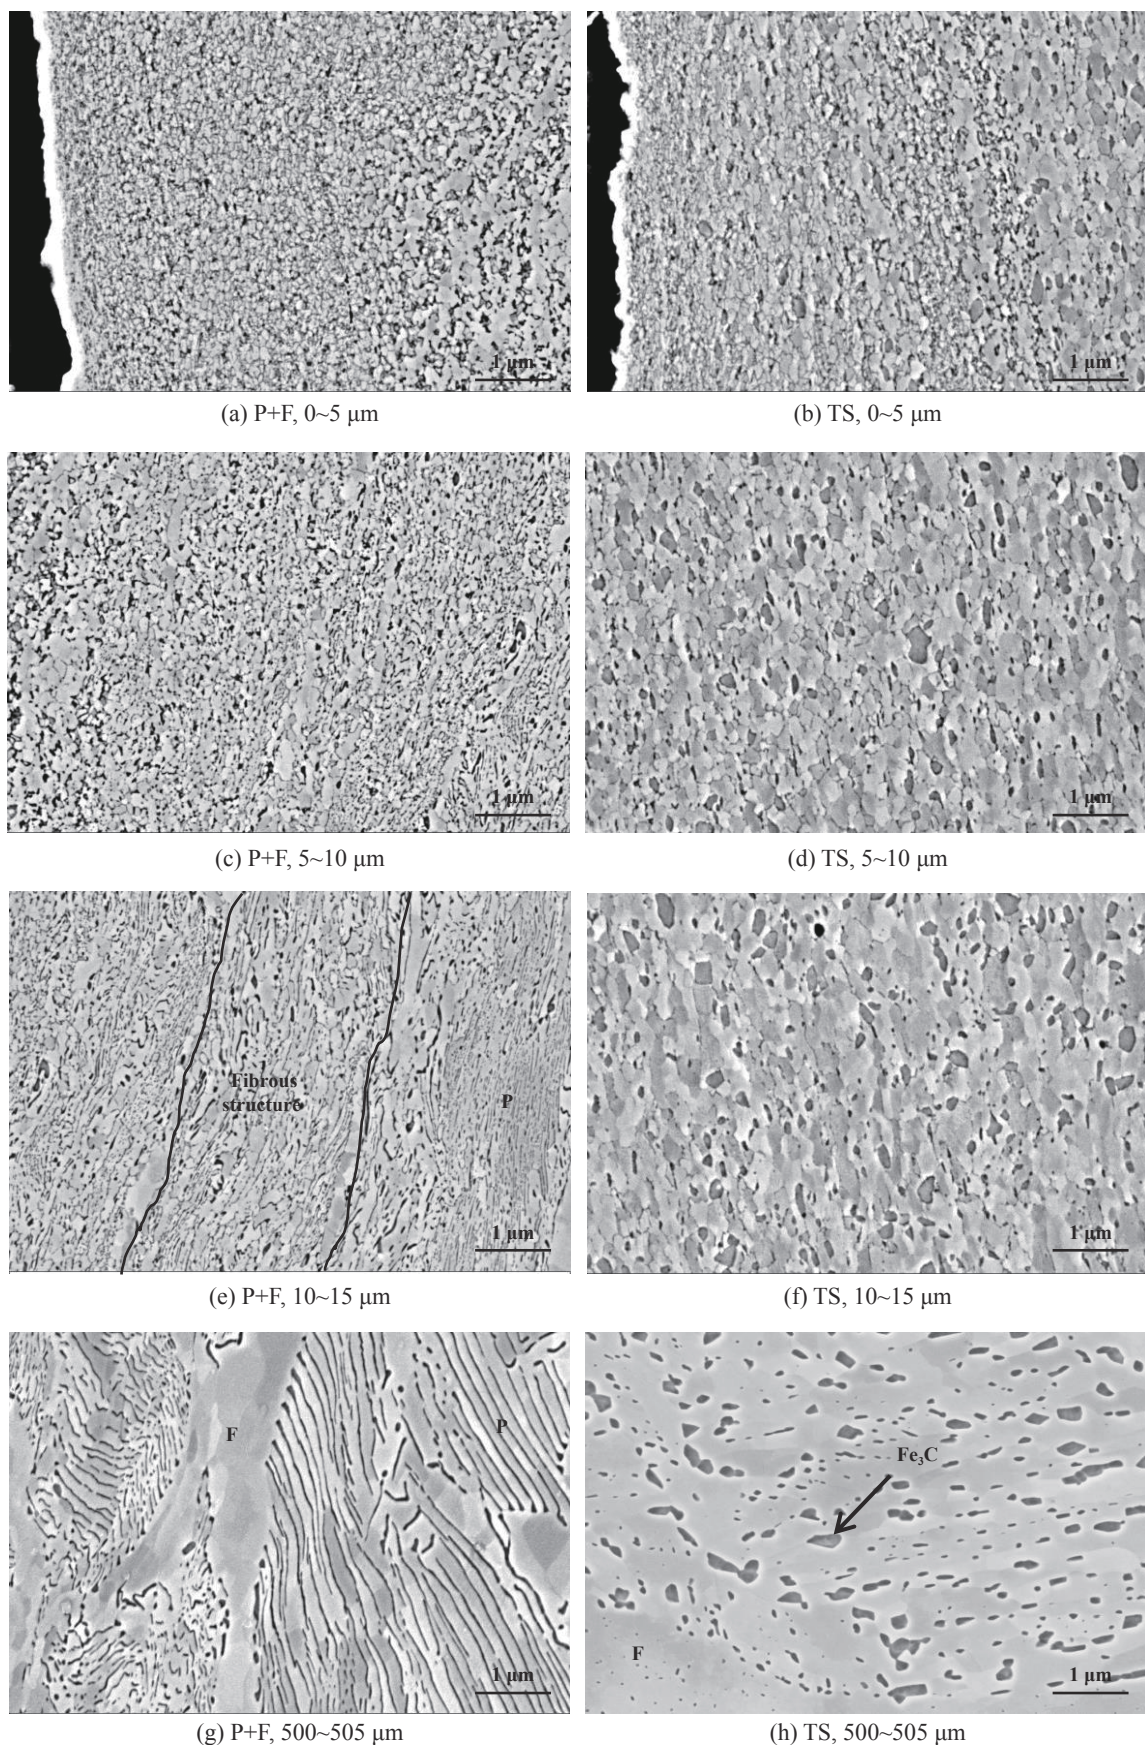 1 μm
1 μm
(a) P+F, 0~5 μm
(b) TS, 0~5 μm
1 μm
1 μm
(c) P+F, 5~10 μm
(d) TS, 5~10 μm
Fibrous
structure
P
1 μm
1 μm
(e) P+F, 10~15 μm
(f) TS, 10~15 μm
F
P
1 μm
Fe₃C
F
1 μm
(g) P+F, 500~505 μm
(h) TS, 500~505 μm